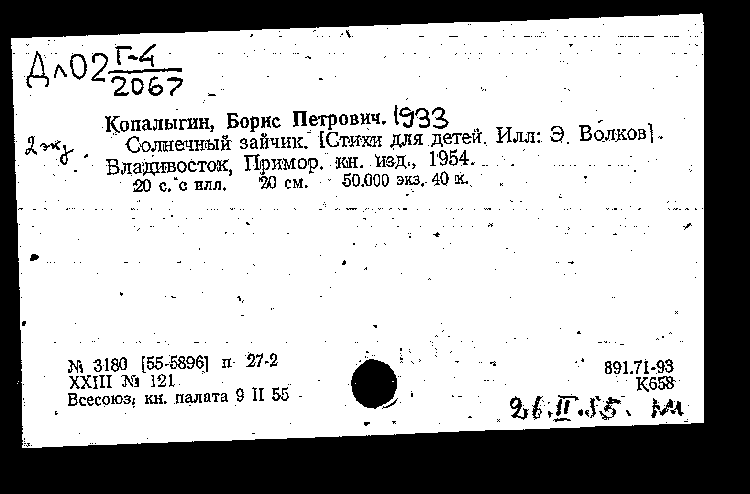 Дл02 Г-4
2067
Копалыгин, Борис Петрович. 1933
2 экз. Солнечный зайчик. [Стихи для детей. Илл: Э. Волков].
Владивосток, Примор. кн. изд., 1954.
20 с. с илл. 20 см. 50.000 экз. 40 к.
№ 3180 [55-5896] п 27-2
XXIII № 121
Всесоюз. кн. палата 9 II 55
891.71-93
К658
26.II.55.